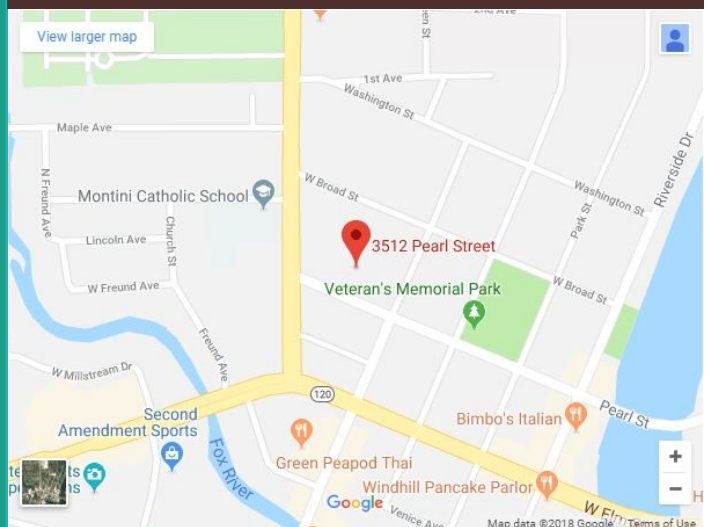 View larger map
2nd Ave
1st Ave
Washington St
Maple Ave
N Freund Ave
Montini Catholic School
W Broad St
Riverside Dr
Washington St
Park St
Church St
Lincoln Ave
3512 Pearl Street
W Freund Ave
Veteran's Memorial Park
W Broad St
Freund Ave
W Millstream Dr
120
Second
Amendment Sports
Bimbo's Italian
Pearl St
Fox River
Green Peapod Thai
Windhill Pancake Parlor
+
−
Google
Venice Ave
Map data ©2018 Google
Terms of Use